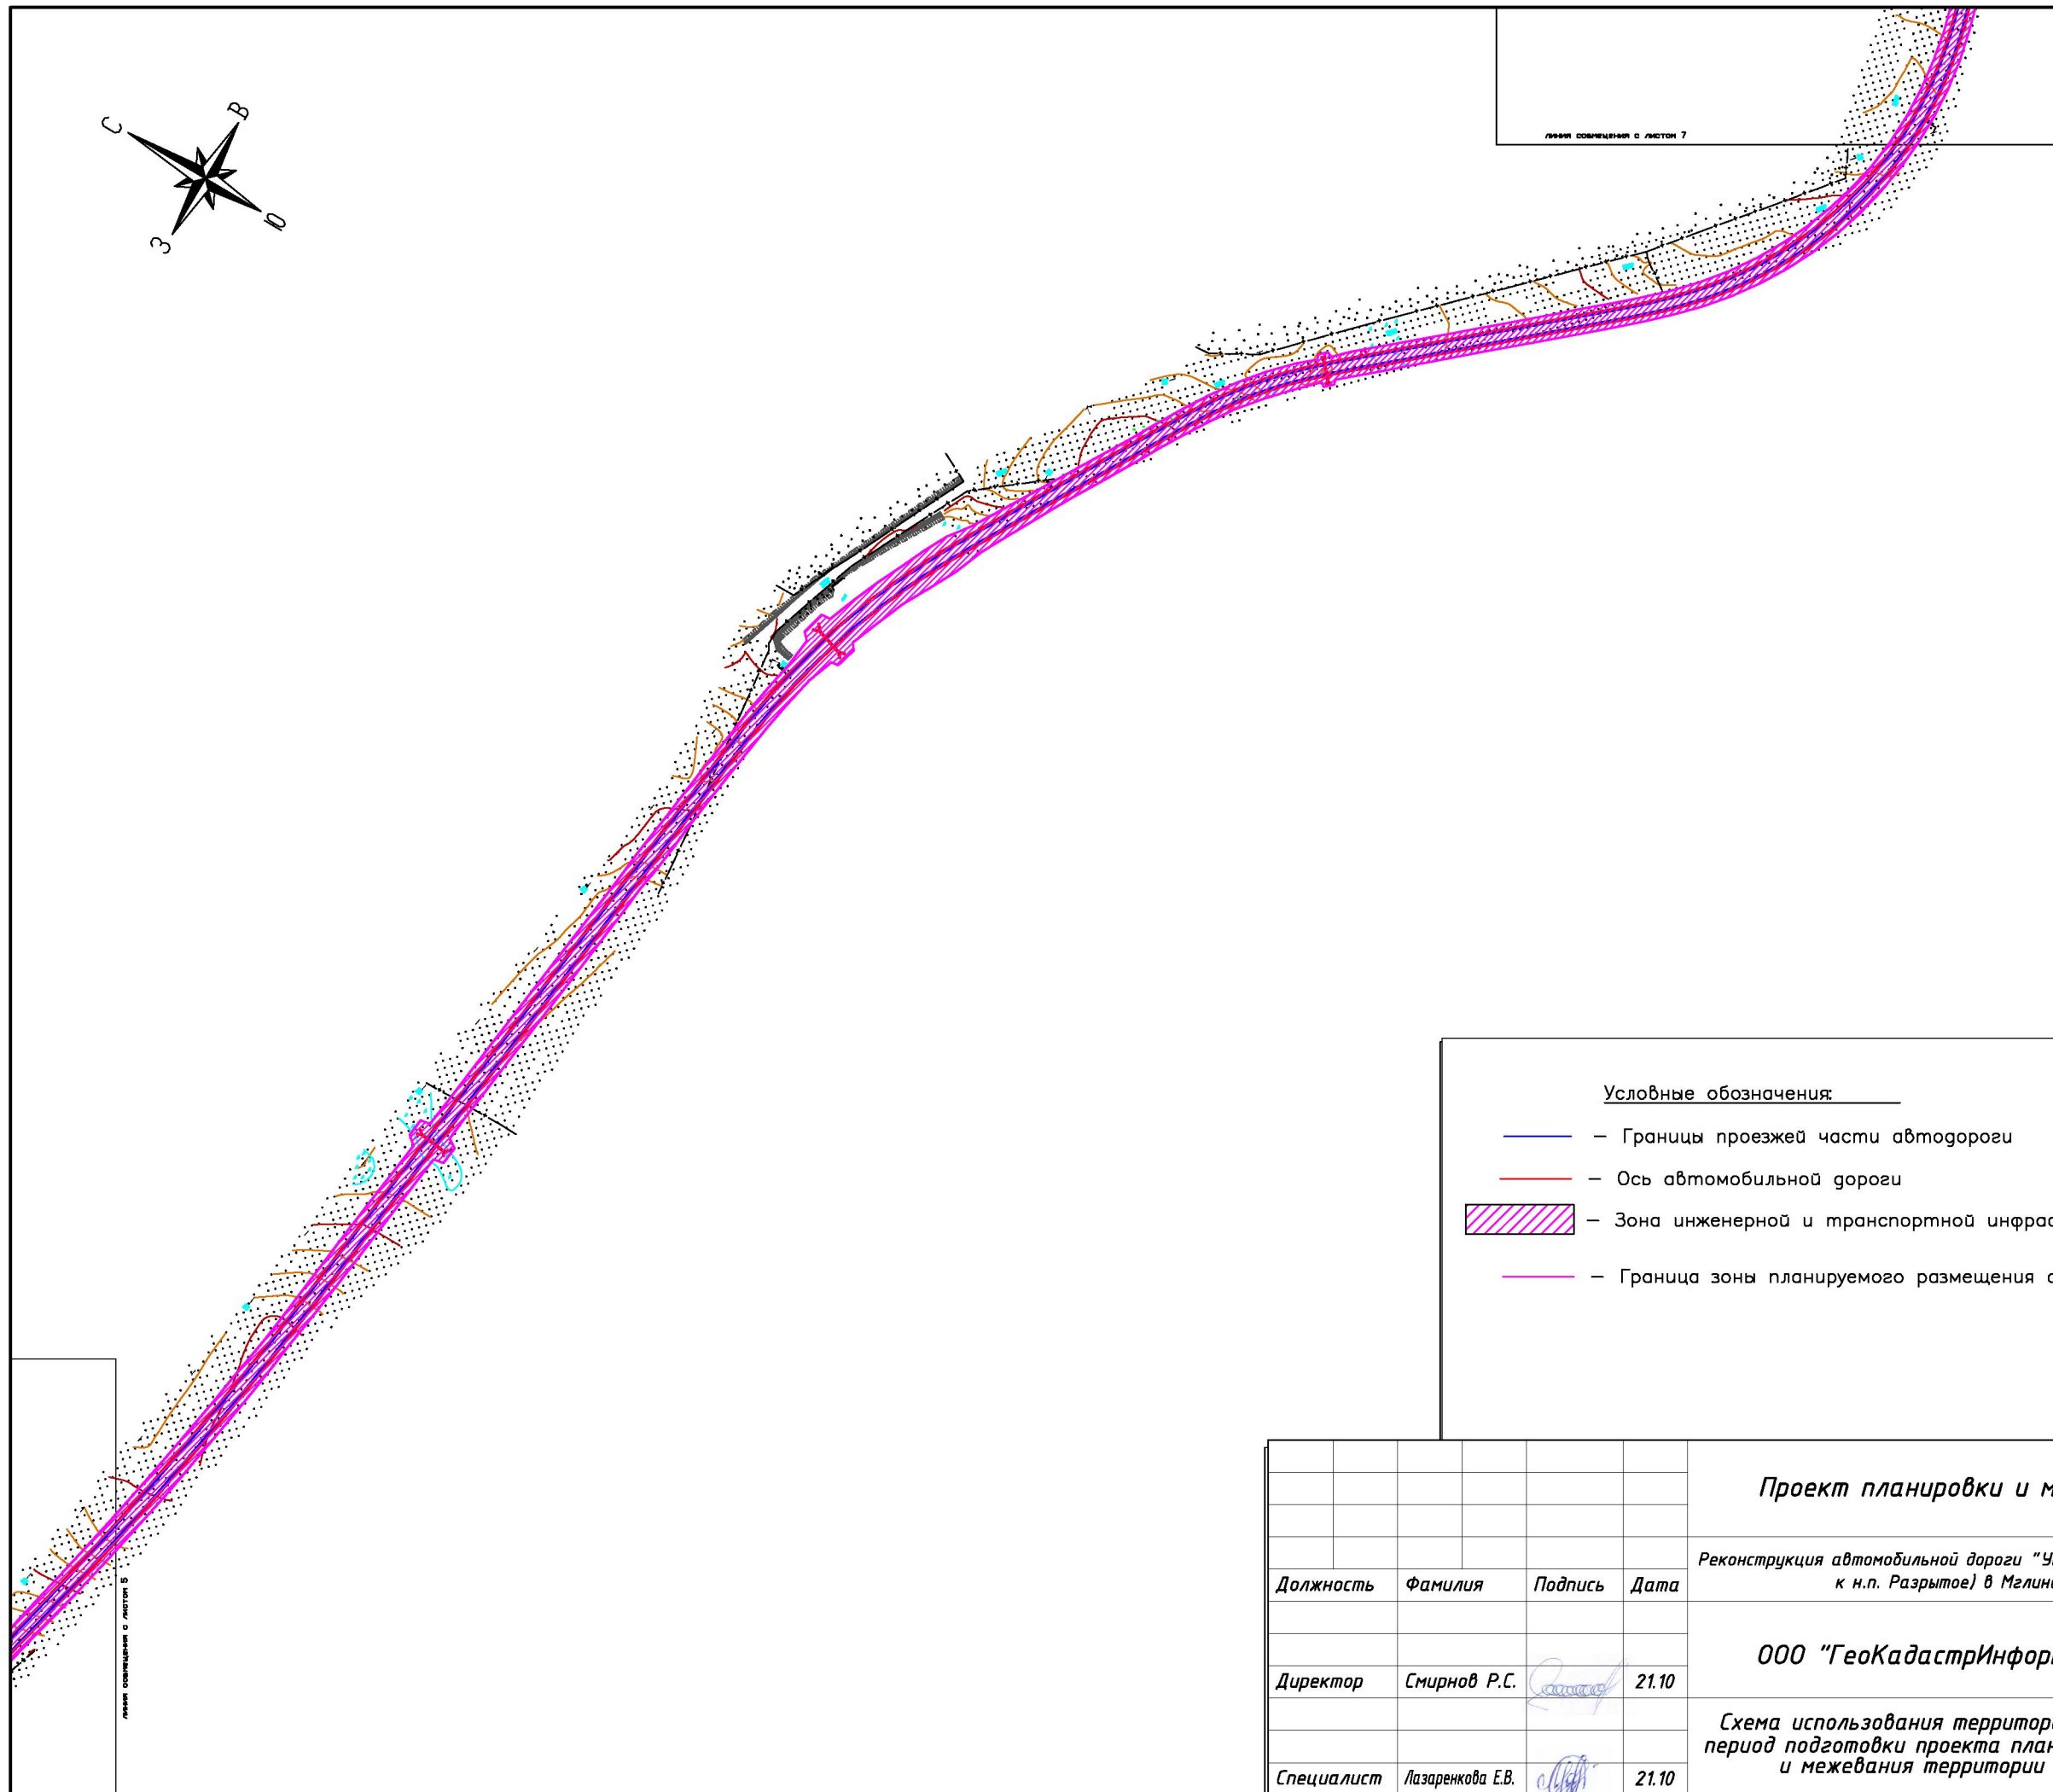 С
В
З
Ю
линия совмещения с листом 7
линия совмещения с листом 5
Условные обозначения:
– Границы проезжей части автодороги
– Ось автомобильной дороги
– Зона инженерной и транспортной инфрас
– Граница зоны планируемого размещения
Проект планировки и м
Реконструкция автомобильной дороги "У
к н.п. Разрытое) в Мглин
Должность Фамилия Подпись Дата
ООО "ГеоКадастрИнфор
Директор Смирнов Р.С. 21.10
Схема использования территор
период подготовки проекта план
и межевания территории
Специалист Лазаренкова Е.В. 21.10